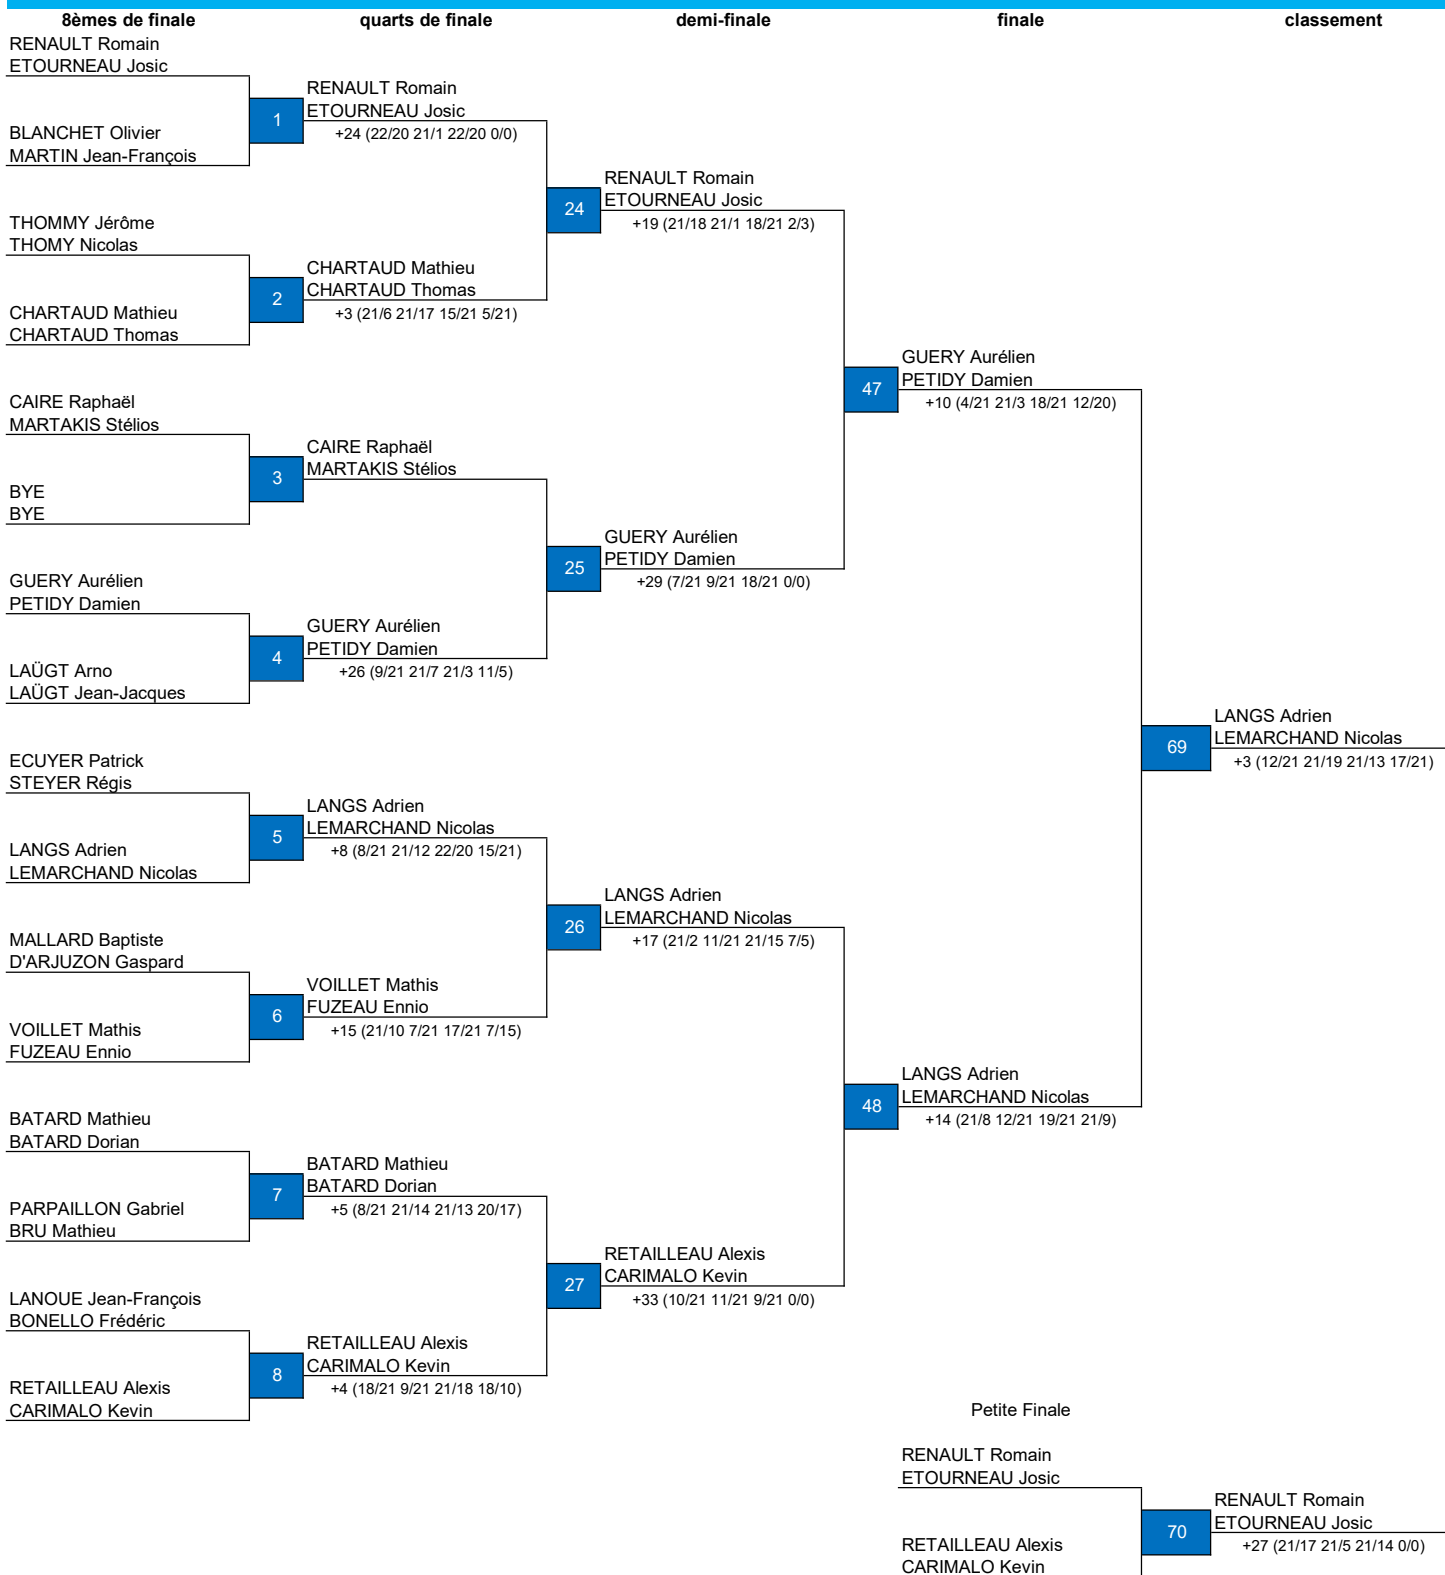 8èmes de finale
quarts de finale
demi-finale
finale
classement
RENAULT Romain
ETOURNEAU Josic
1
BLANCHET Olivier
MARTIN Jean-François
THOMMY Jérôme
THOMY Nicolas
2
CHARTAUD Mathieu
CHARTAUD Thomas
CAIRE Raphaël
MARTAKIS Stélios
3
BYE
BYE
GUERY Aurélien
PETIDY Damien
4
LAÜGT Arno
LAÜGT Jean-Jacques
ECUYER Patrick
STEYER Régis
5
LANGS Adrien
LEMARCHAND Nicolas
MALLARD Baptiste
D'ARJUZON Gaspard
6
VOILLET Mathis
FUZEAU Ennio
BATARD Mathieu
BATARD Dorian
7
PARPAILLON Gabriel
BRU Mathieu
LANOUE Jean-François
BONELLO Frédéric
8
RETAILLEAU Alexis
CARIMALO Kevin
RENAULT Romain
ETOURNEAU Josic
+24 (22/20 21/1 22/20 0/0)
24
CHARTAUD Mathieu
CHARTAUD Thomas
+3 (21/6 21/17 15/21 5/21)
CAIRE Raphaël
MARTAKIS Stélios
25
GUERY Aurélien
PETIDY Damien
+26 (9/21 21/7 21/3 11/5)
LANGS Adrien
LEMARCHAND Nicolas
+8 (8/21 21/12 22/20 15/21)
26
VOILLET Mathis
FUZEAU Ennio
+15 (21/10 7/21 17/21 7/15)
BATARD Mathieu
BATARD Dorian
+5 (8/21 21/14 21/13 20/17)
27
RETAILLEAU Alexis
CARIMALO Kevin
+4 (18/21 9/21 21/18 18/10)
RENAULT Romain
ETOURNEAU Josic
+19 (21/18 21/1 18/21 2/3)
47
GUERY Aurélien
PETIDY Damien
+29 (7/21 9/21 18/21 0/0)
LANGS Adrien
LEMARCHAND Nicolas
+17 (21/2 11/21 21/15 7/5)
48
RETAILLEAU Alexis
CARIMALO Kevin
+33 (10/21 11/21 9/21 0/0)
GUERY Aurélien
PETIDY Damien
+10 (4/21 21/3 18/21 12/20)
69
LANGS Adrien
LEMARCHAND Nicolas
+14 (21/8 12/21 19/21 21/9)
LANGS Adrien
LEMARCHAND Nicolas
+3 (12/21 21/19 21/13 17/21)
Petite Finale
RENAULT Romain
ETOURNEAU Josic
70
RETAILLEAU Alexis
CARIMALO Kevin
RENAULT Romain
ETOURNEAU Josic
+27 (21/17 21/5 21/14 0/0)